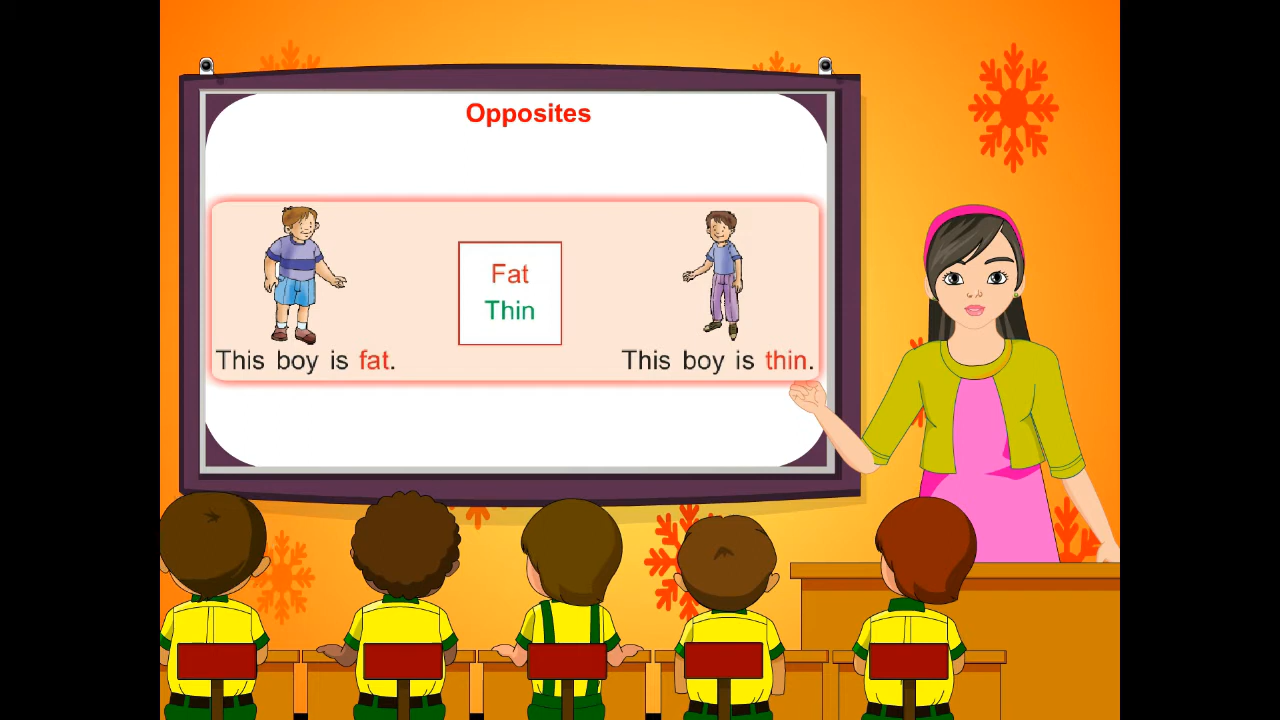 Opposites
Fat
Thin
This boy is fat.
This boy is thin.